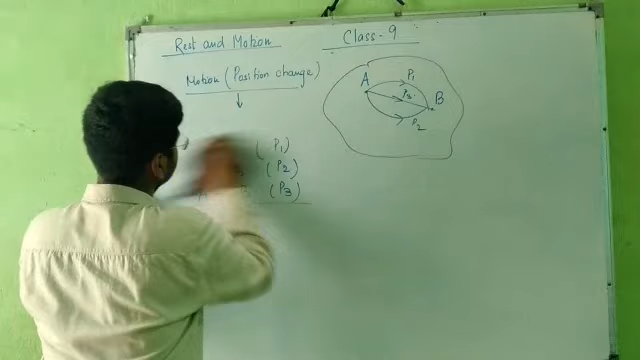 Rest and Motion
Class-9
Motion (Position change)
A P₁
P₃
B
P₂
(P₁)
(P₂)
(P₃)